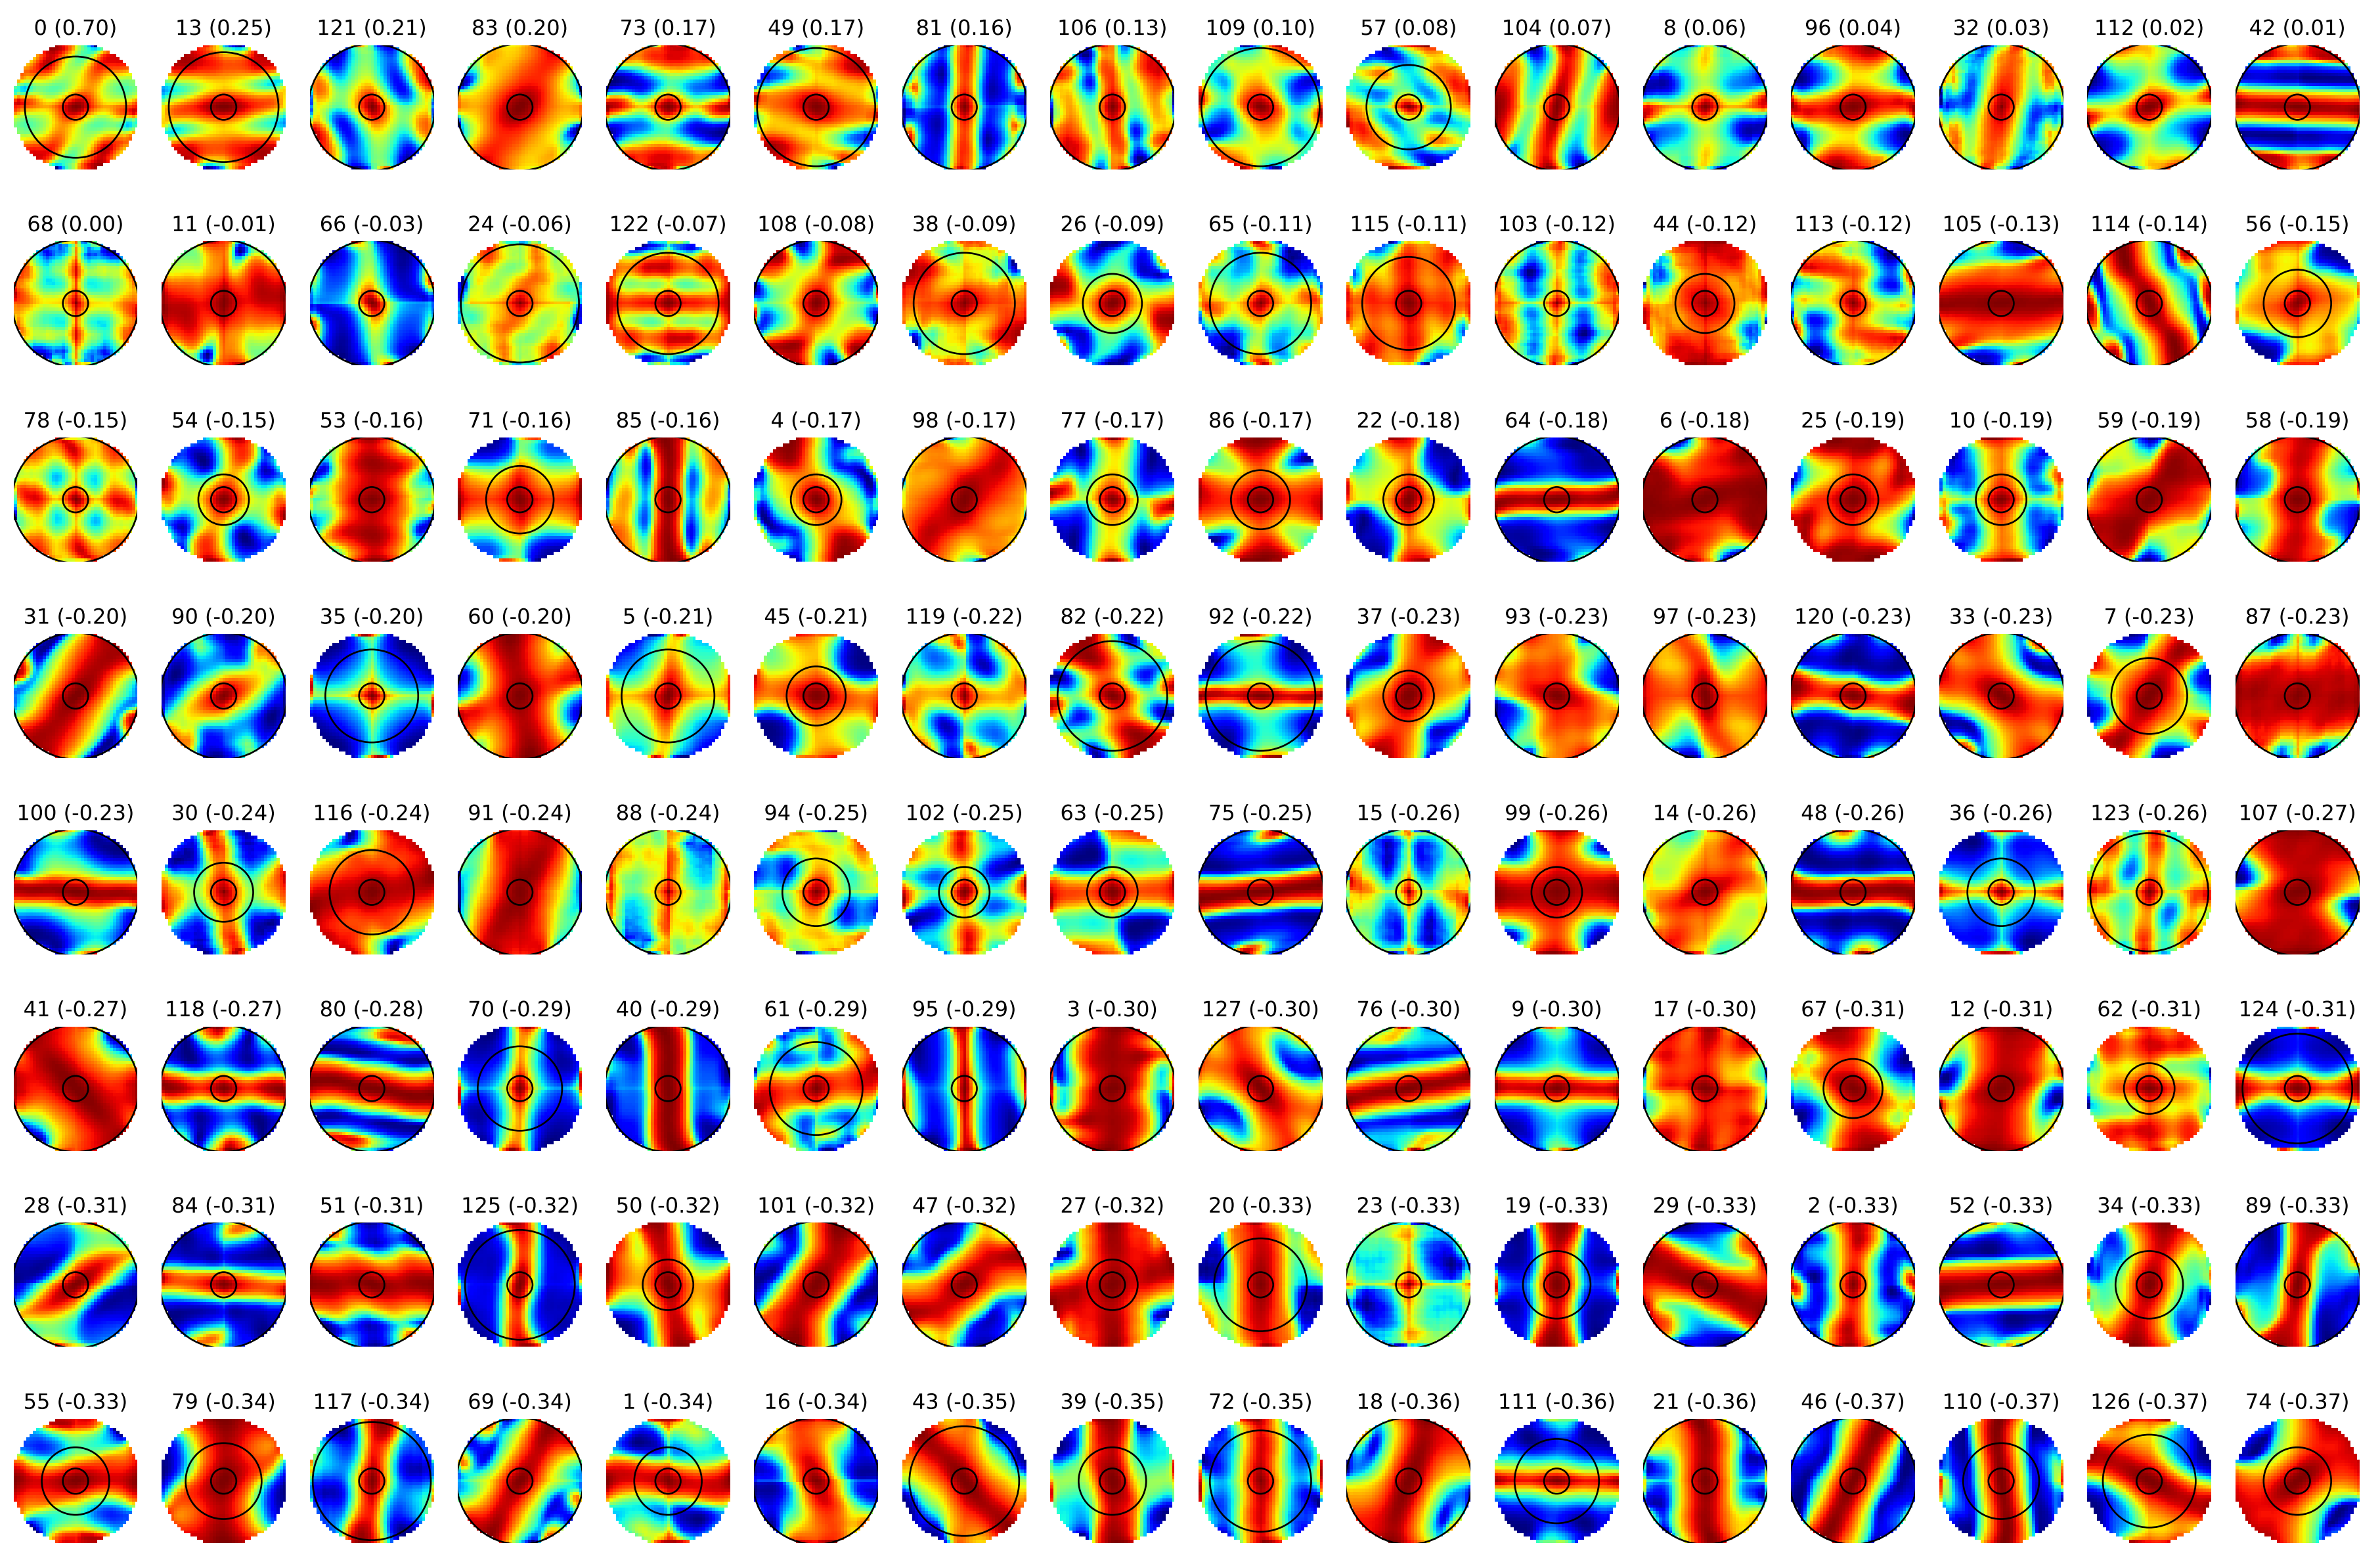 0 (0.70) 13 (0.25) 121 (0.21) 83 (0.20) 73 (0.17) 49 (0.17) 81 (0.16) 106 (0.13) 109 (0.10) 57 (0.08) 104 (0.07) 8 (0.06) 96 (0.04) 32 (0.03) 112 (0.02) 42 (0.01)
68 (0.00) 11 (-0.01) 66 (-0.03) 24 (-0.06) 122 (-0.07) 108 (-0.08) 38 (-0.09) 26 (-0.09) 65 (-0.11) 115 (-0.11) 103 (-0.12) 44 (-0.12) 113 (-0.12) 105 (-0.13) 114 (-0.14) 56 (-0.15)
78 (-0.15) 54 (-0.15) 53 (-0.16) 71 (-0.16) 85 (-0.16) 4 (-0.17) 98 (-0.17) 77 (-0.17) 86 (-0.17) 22 (-0.18) 64 (-0.18) 6 (-0.18) 25 (-0.19) 10 (-0.19) 59 (-0.19) 58 (-0.19)
31 (-0.20) 90 (-0.20) 35 (-0.20) 60 (-0.20) 5 (-0.21) 45 (-0.21) 119 (-0.22) 82 (-0.22) 92 (-0.22) 37 (-0.23) 93 (-0.23) 97 (-0.23) 120 (-0.23) 33 (-0.23) 7 (-0.23) 87 (-0.23)
100 (-0.23) 30 (-0.24) 116 (-0.24) 91 (-0.24) 88 (-0.24) 94 (-0.25) 102 (-0.25) 63 (-0.25) 75 (-0.25) 15 (-0.26) 99 (-0.26) 14 (-0.26) 48 (-0.26) 36 (-0.26) 123 (-0.26) 107 (-0.27)
41 (-0.27) 118 (-0.27) 80 (-0.28) 70 (-0.29) 40 (-0.29) 61 (-0.29) 95 (-0.29) 3 (-0.30) 127 (-0.30) 76 (-0.30) 9 (-0.30) 17 (-0.30) 67 (-0.31) 12 (-0.31) 62 (-0.31) 124 (-0.31)
28 (-0.31) 84 (-0.31) 51 (-0.31) 125 (-0.32) 50 (-0.32) 101 (-0.32) 47 (-0.32) 27 (-0.32) 20 (-0.33) 23 (-0.33) 19 (-0.33) 29 (-0.33) 2 (-0.33) 52 (-0.33) 34 (-0.33) 89 (-0.33)
55 (-0.33) 79 (-0.34) 117 (-0.34) 69 (-0.34) 1 (-0.34) 16 (-0.34) 43 (-0.35) 39 (-0.35) 72 (-0.35) 18 (-0.36) 111 (-0.36) 21 (-0.36) 46 (-0.37) 110 (-0.37) 126 (-0.37) 74 (-0.37)